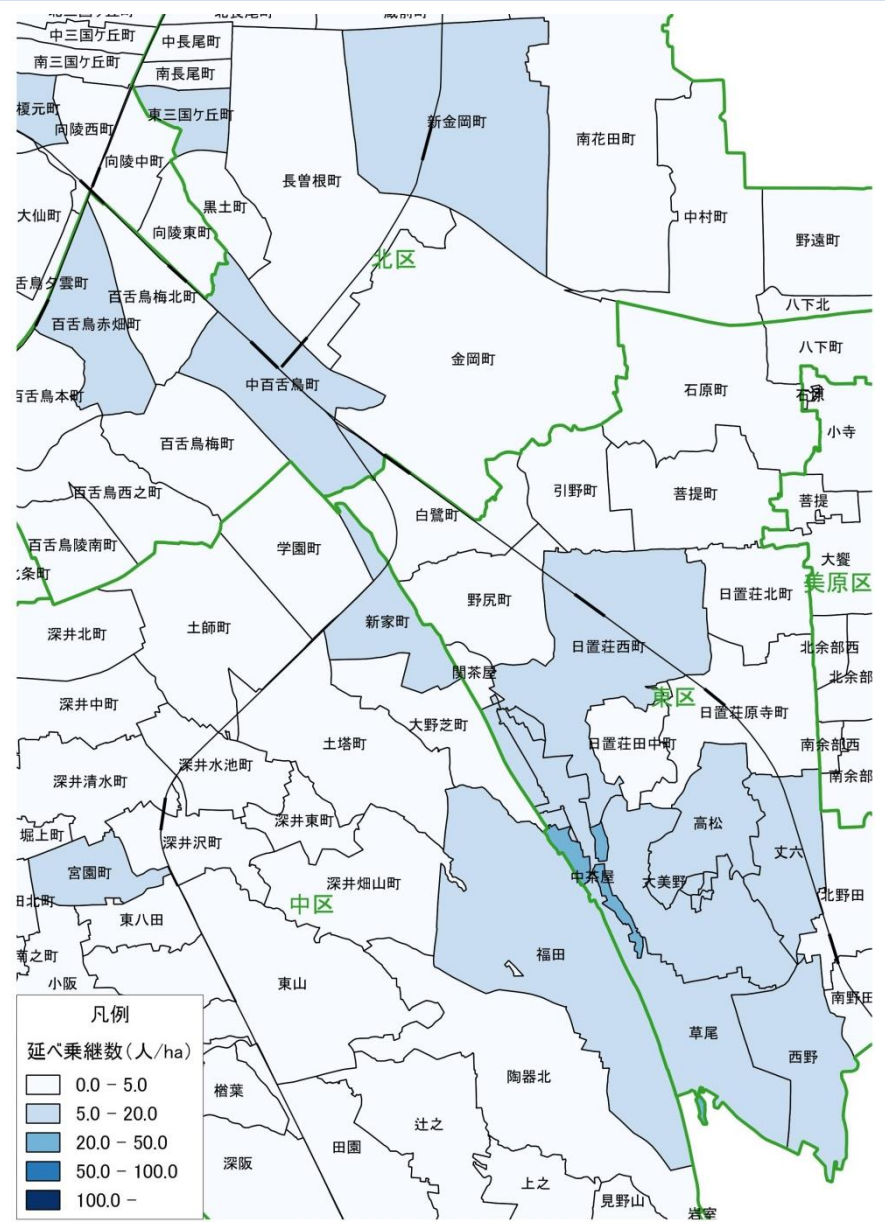 中三国ケ丘町
中長尾町
南三国ケ丘町
南長尾町
榎元町
東三国ケ丘町
向陵西町
新金岡町
南花田町
向陵中町
長曽根町
大仙町
黒土町
中村町
向陵東町
野遠町
北区
百舌鳥梅北町
八下北
百舌鳥赤畑町
八下町
金岡町
中百舌鳥町
石原町
石原
小寺
百舌鳥梅町
引野町
菩提町
百舌鳥西之町
菩提
白鷺町
百舌鳥陵南町
学園町
大饗
美原区
野尻町
日置荘北町
新家町
土師町
深井北町
日置荘西町
北余部西
関茶屋
北余部
東区
深井中町
大野芝町
日置荘原寺町
土塔町
日置荘田中町
南余部西
深井水池町
南余部
深井清水町
深井東町
高松
堀上町
深井沢町
丈六
宮園町
深井畑山町
中茶屋
大美野
北野田
中区
東八田
福田
小阪
東山
南野田
凡例
草尾
延べ乗継数(人/ha)
西野
0.0 - 5.0
陶器北
楢葉
5.0 - 20.0
辻之
20.0 - 50.0
田園
深阪
50.0 - 100.0
上之
100.0 -
見野山
岩室